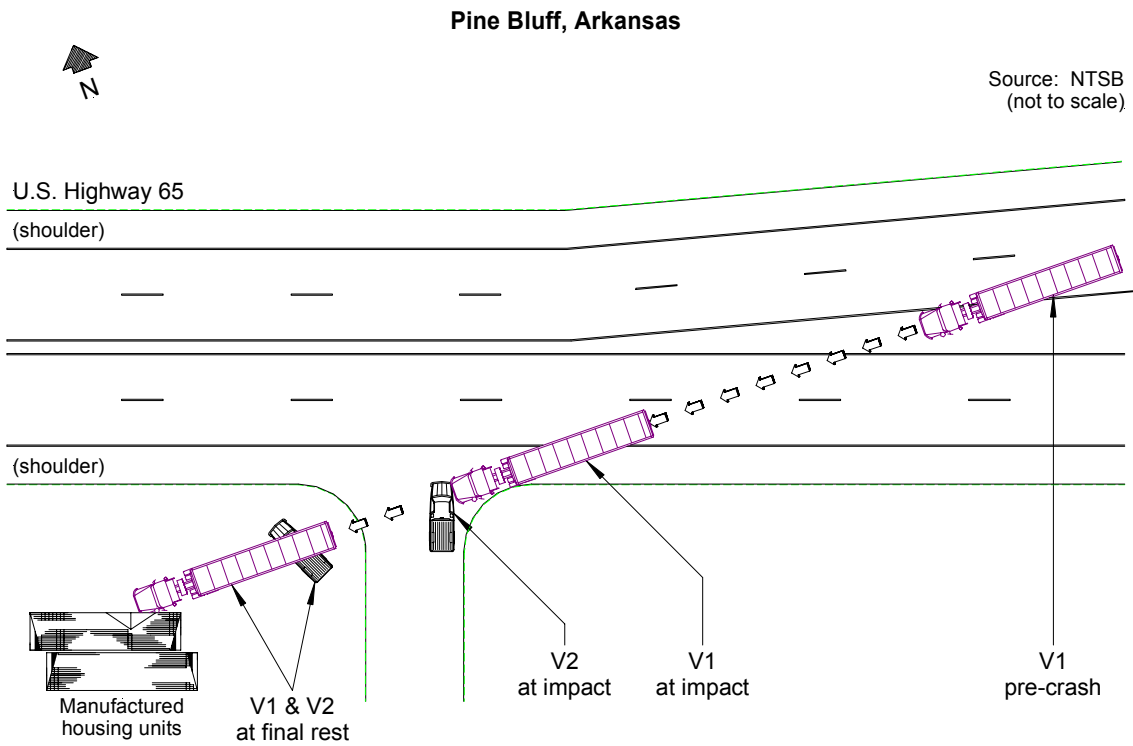 Pine Bluff, Arkansas
N
Source: NTSB
(not to scale)
U.S. Highway 65
(shoulder)
(shoulder)
V2
at impact
V1
at impact
V1
pre-crash
Manufactured
housing units
V1 & V2
at final rest